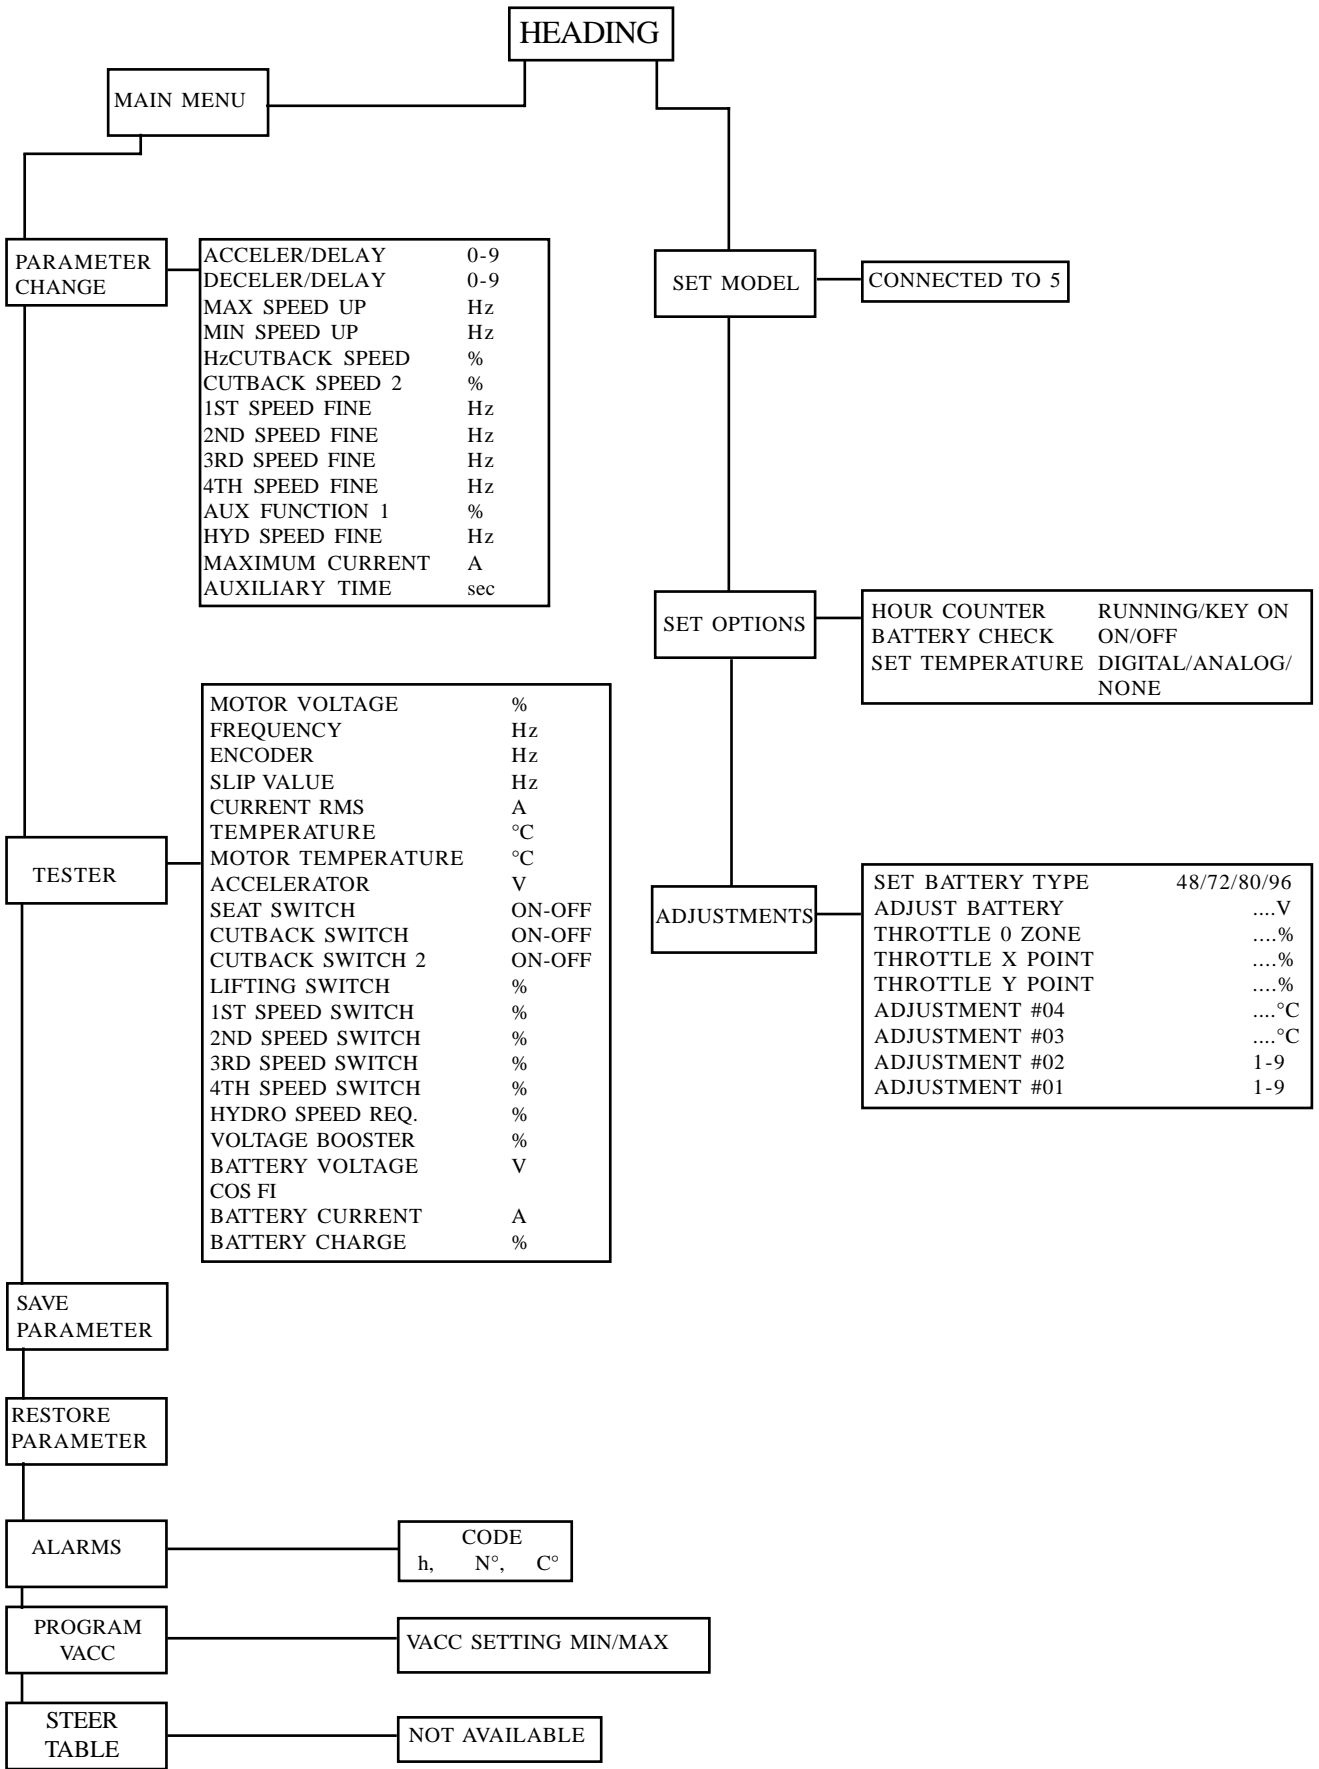 HEADING
MAIN MENU
PARAMETER
CHANGE
ACCELER/DELAY 0-9
DECELER/DELAY 0-9
MAX SPEED UP Hz
MIN SPEED UP Hz
HzCUTBACK SPEED %
CUTBACK SPEED 2 %
1ST SPEED FINE Hz
2ND SPEED FINE Hz
3RD SPEED FINE Hz
4TH SPEED FINE Hz
AUX FUNCTION 1 %
HYD SPEED FINE Hz
MAXIMUM CURRENT A
AUXILIARY TIME sec
SET MODEL
CONNECTED TO 5
SET OPTIONS
HOUR COUNTER RUNNING/KEY ON
BATTERY CHECK ON/OFF
SET TEMPERATURE DIGITAL/ANALOG/
NONE
TESTER
MOTOR VOLTAGE %
FREQUENCY Hz
ENCODER Hz
SLIP VALUE Hz
CURRENT RMS A
TEMPERATURE °C
MOTOR TEMPERATURE °C
ACCELERATOR V
SEAT SWITCH ON-OFF
CUTBACK SWITCH ON-OFF
CUTBACK SWITCH 2 ON-OFF
LIFTING SWITCH %
1ST SPEED SWITCH %
2ND SPEED SWITCH %
3RD SPEED SWITCH %
4TH SPEED SWITCH %
HYDRO SPEED REQ. %
VOLTAGE BOOSTER %
BATTERY VOLTAGE V
COS FI
BATTERY CURRENT A
BATTERY CHARGE %
ADJUSTMENTS
SET BATTERY TYPE 48/72/80/96
ADJUST BATTERY ....V
THROTTLE 0 ZONE ....%
THROTTLE X POINT ....%
THROTTLE Y POINT ....%
ADJUSTMENT #04 ....°C
ADJUSTMENT #03 ....°C
ADJUSTMENT #02 1-9
ADJUSTMENT #01 1-9
SAVE
PARAMETER
RESTORE
PARAMETER
ALARMS
CODE
h, N°, C°
PROGRAM
VACC
VACC SETTING MIN/MAX
STEER
TABLE
NOT AVAILABLE